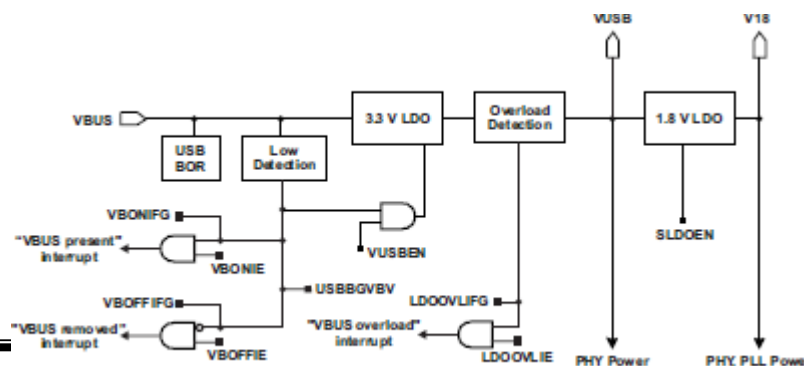 VUSB
V18
VBUS
USB
BOR
Low
Detection
3.3 V LDO
Overload
Detection
1.8 V LDO
VBONIFG
"VBUS present"
interrupt
VBONIE
VUSBEN
SLDOEN
USBBGVBV
VBOFFIFG
"VBUS removed"
interrupt
VBOFFIE
LDOOVLIFG
"VBUS overload"
interrupt
LDOOVLIE
PHY Power
PHY, PLL Powe